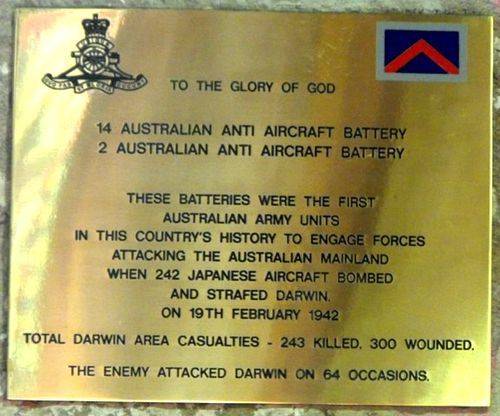 TO THE GLORY OF GOD
14 AUSTRALIAN ANTI AIRCRAFT BATTERY
2 AUSTRALIAN ANTI AIRCRAFT BATTERY
THESE BATTERIES WERE THE FIRST
AUSTRALIAN ARMY UNITS
IN THIS COUNTRY'S HISTORY TO ENGAGE FORCES
ATTACKING THE AUSTRALIAN MAINLAND
WHEN 242 JAPANESE AIRCRAFT BOMBED
AND STRAFED DARWIN.
ON 19TH FEBRUARY 1942
TOTAL DARWIN AREA CASUALTIES - 243 KILLED, 300 WOUNDED.
THE ENEMY ATTACKED DARWIN ON 64 OCCASIONS.